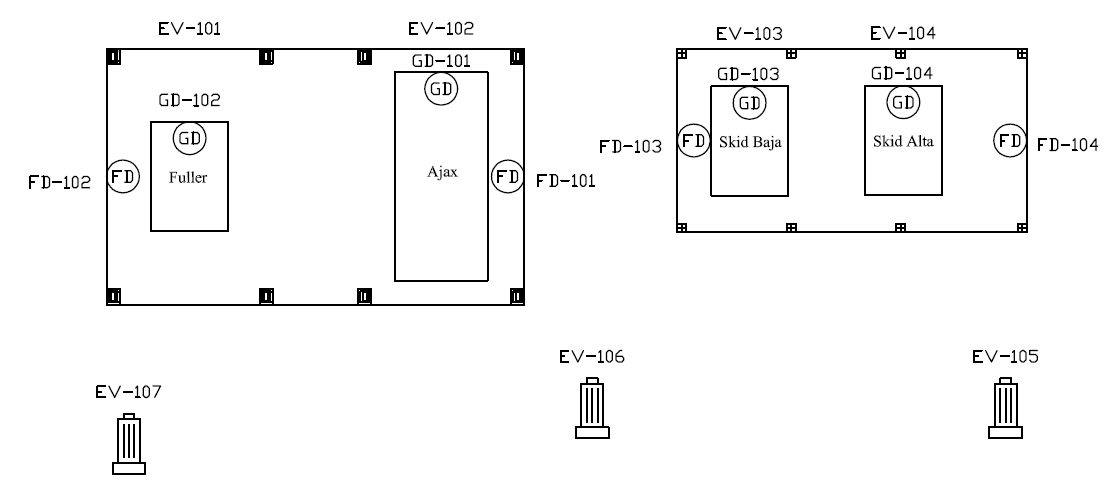 EV-101
EV-102
EV-103
EV-104
GD-101
GD-102
GD-103
GD-104
GD
GD
GD
GD
FD-102
FD
Fuller
Ajax
FD
FD-101
FD-103
FD
Skid Baja
Skid Alta
FD
FD-104
EV-106
EV-105
EV-107